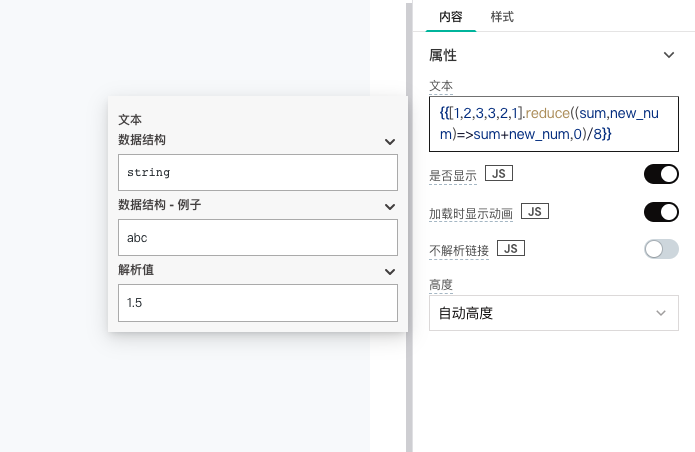 内容 样式
属性
文本
{{[1,2,3,3,2,1].reduce((sum,new_nu
m)=>sum+new_num,0)/8}}
是否显示 JS
加载时显示动画 JS
不解析链接 JS
高度
自动高度
文本
数据结构
string
数据结构 - 例子
abc
解析值
1.5